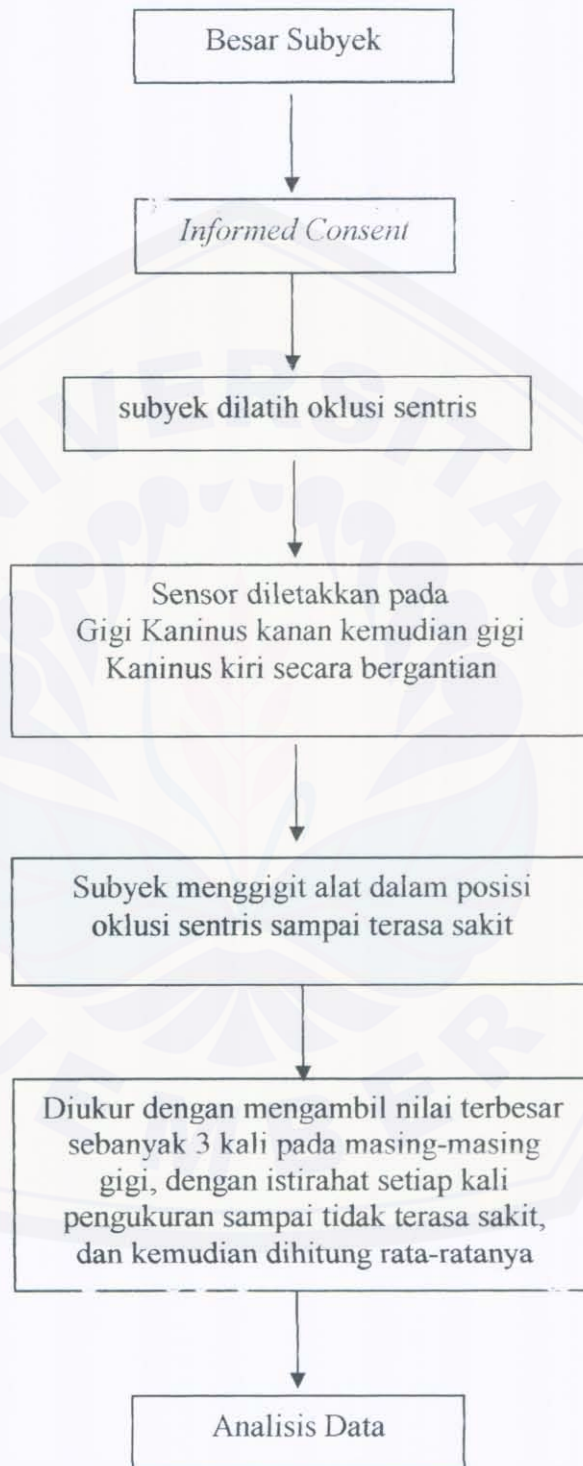 Besar Subyek
Informed Consent
subyek dilatih oklusi sentris
Sensor diletakkan pada
Gigi Kaninus kanan kemudian gigi
Kaninus kiri secara bergantian
Subyek menggigit alat dalam posisi
oklusi sentris sampai terasa sakit
Diukur dengan mengambil nilai terbesar
sebanyak 3 kali pada masing-masing
gigi, dengan istirahat setiap kali
pengukuran sampai tidak terasa sakit,
dan kemudian dihitung rata-ratanya
Analisis Data
UNIVERSITAS
JEMBER